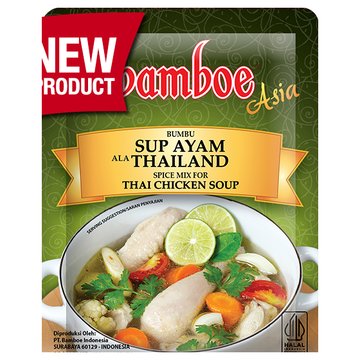 NEW
PRODUCT
bamboe
Asia
BUMBU
SUP AYAM
ALA THAILAND
SPICE MIX FOR
THAI CHICKEN SOUP
SERVING SUGGESTION/SARAN PENYAJIAN
Diproduksi Oleh:
PT. Bamboe Indonesia
SURABAYA 60129 - INDONESIA
HALAL
INDONESIA